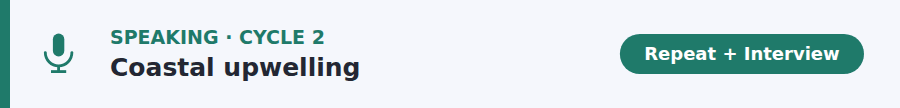 SPEAKING · CYCLE 2
Coastal upwelling
Repeat + Interview